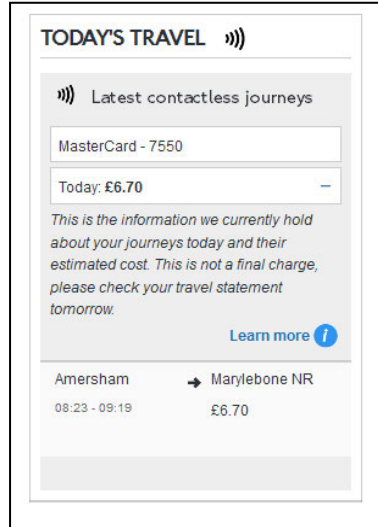 TODAY'S TRAVEL
Latest contactless journeys
MasterCard - 7550
Today: £6.70 –
This is the information we currently hold
about your journeys today and their
estimated cost. This is not a final charge,
please check your travel statement
tomorrow.
Learn more i
Amersham → Marylebone NR
08:23 - 09:19 £6.70